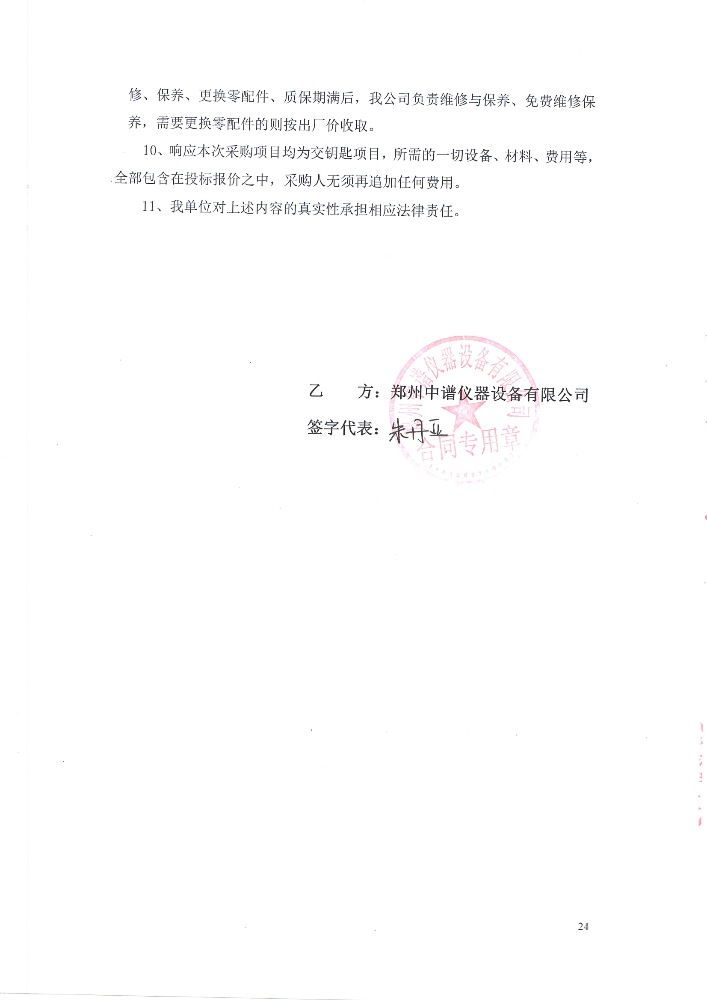 修、保养、更换零配件、质保期满后，我公司负责维修与保养、免费维修保
养，需要更换零配件的则按出厂价收取。
10、响应本次采购项目均为交钥匙项目，所需的一切设备、材料、费用等，
全部包含在投标报价之中，采购人无须再追加任何费用。
11、我单位对上述内容的真实性承担相应法律责任。
郑州中谱仪器设备有限公司
乙　　方：郑州中谱仪器设备有限公司
签字代表：朱丹亚
合同专用章
24